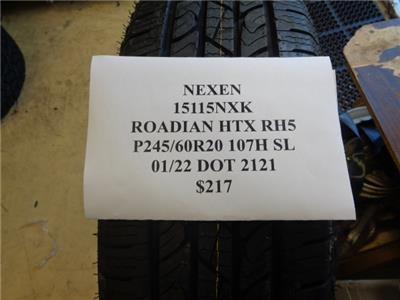 NEXEN
15115NXK
ROADIAN HTX RH5
P245/60R20 107H SL
01/22 DOT 2121
$217